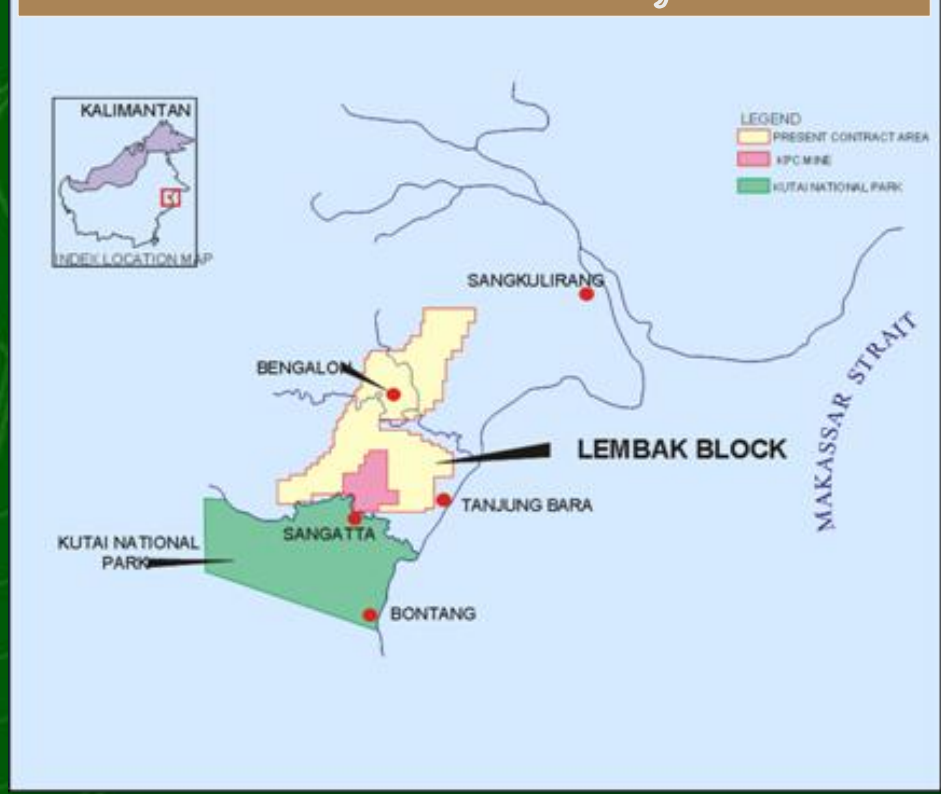 KALIMANTAN
INDEX LOCATION MAP
LEGEND
PRESENT CONTRACT AREA
KPC MINE
KUTAI NATIONAL PARK
SANGKULIRANG
BENGALON
MAKASSAR STRAIT
LEMBAK BLOCK
TANJUNG BARA
SANGATTA
KUTAI NATIONAL
PARK
BONTANG